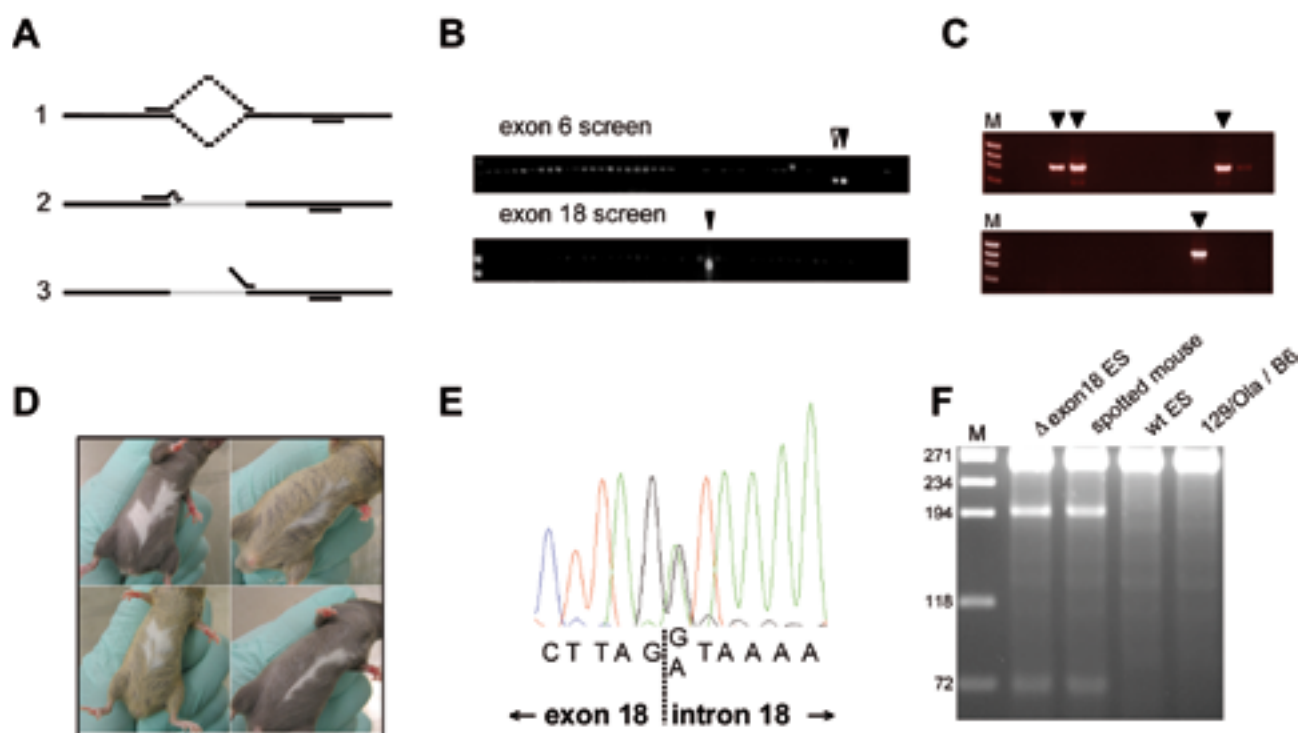 A
1
2
3
B
exon 6 screen
exon 18 screen
C
M
M
D
E
C T T A G G T A A A A
A
← exon 18 intron 18 →
F
M
Δexon18 ES
spotted mouse
wt ES
129/Ola / B6
271
234
194
118
72